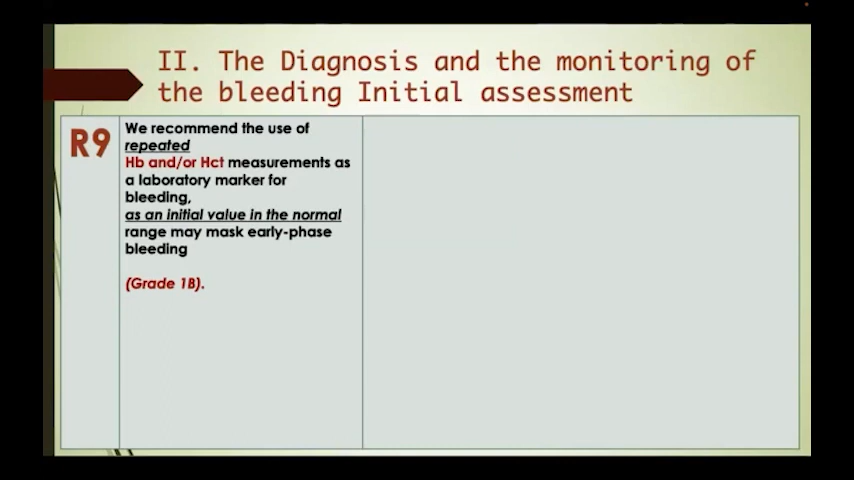 II. The Diagnosis and the monitoring of
the bleeding Initial assessment
R9
We recommend the use of
repeated
Hb and/or Hct measurements as
a laboratory marker for
bleeding,
as an initial value in the normal
range may mask early-phase
bleeding
(Grade 1B).